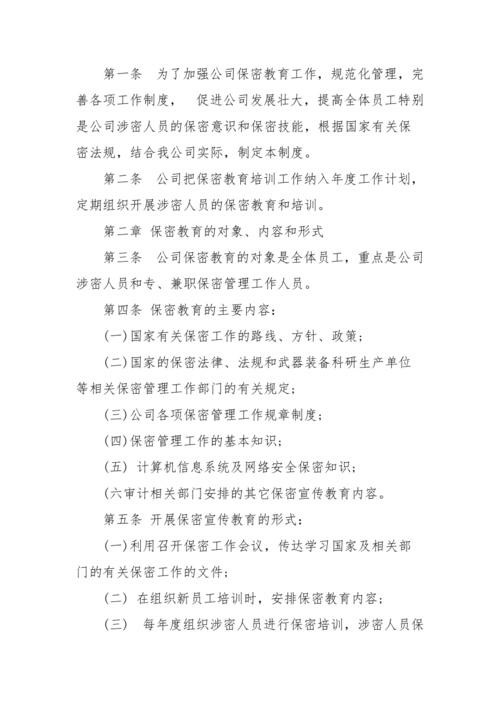 第一条　为了加强公司保密教育工作，规范化管理，完
善各项工作制度，　促进公司发展壮大，提高全体员工特别
是公司涉密人员的保密意识和保密技能，根据国家有关保
密法规，结合我公司实际，制定本制度。
第二条　公司把保密教育培训工作纳入年度工作计划，
定期组织开展涉密人员的保密教育和培训。
第二章 保密教育的对象、内容和形式
第三条　公司保密教育的对象是全体员工，重点是公司
涉密人员和专、兼职保密管理工作人员。
第四条 保密教育的主要内容：
(一)国家有关保密工作的路线、方针、政策;
(二)国家的保密法律、法规和武器装备科研生产单位
等相关保密管理工作部门的有关规定;
(三)公司各项保密管理工作规章制度;
(四)保密管理工作的基本知识;
(五) 计算机信息系统及网络安全保密知识;
(六审计相关部门安排的其它保密宣传教育内容。
第五条 开展保密宣传教育的形式：
(一)利用召开保密工作会议，传达学习国家及相关部
门的有关保密工作的文件;
(二) 在组织新员工培训时，安排保密教育内容;
(三)　每年度组织涉密人员进行保密培训，涉密人员保